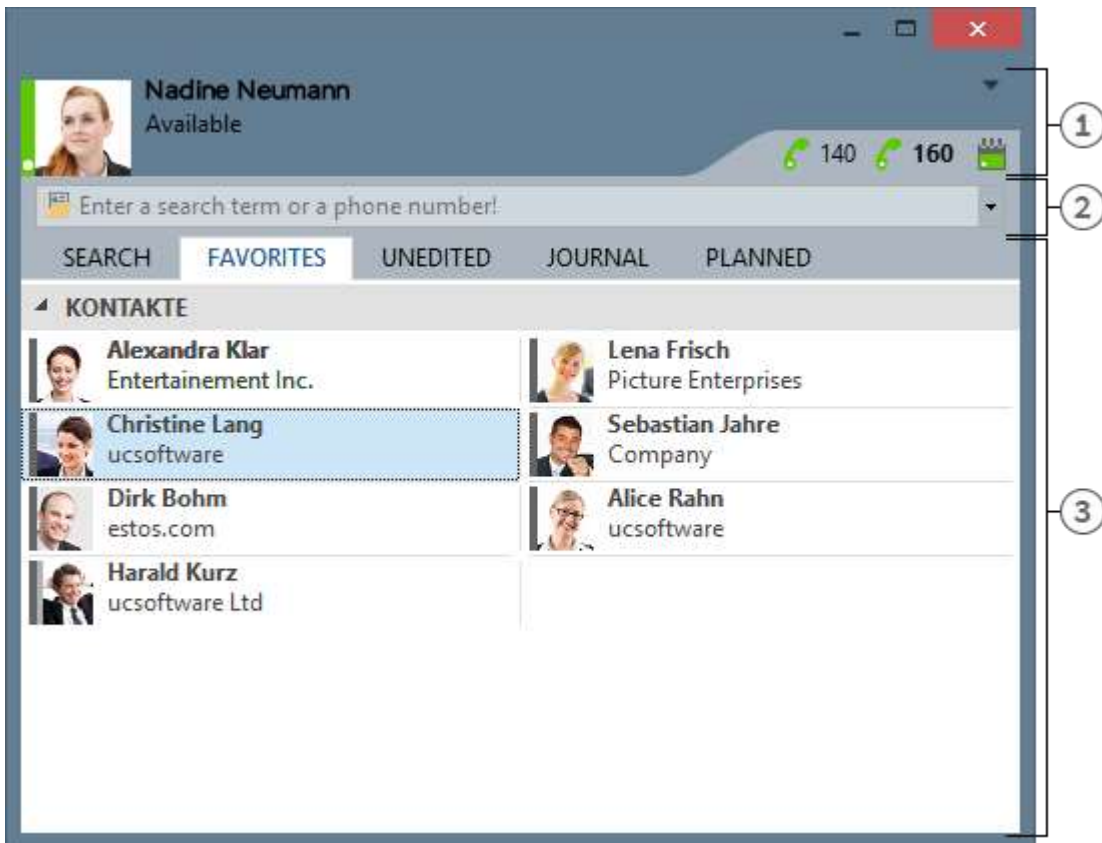 Nadine Neumann
Available
140 160
1
Enter a search term or a phone number!
2
SEARCH FAVORITES UNEDITED JOURNAL PLANNED
KONTAKTE
Alexandra Klar
Entertainement Inc.
Lena Frisch
Picture Enterprises
Christine Lang
ucsoftware
Sebastian Jahre
Company
Dirk Bohm
estos.com
Alice Rahn
ucsoftware
3
Harald Kurz
ucsoftware Ltd